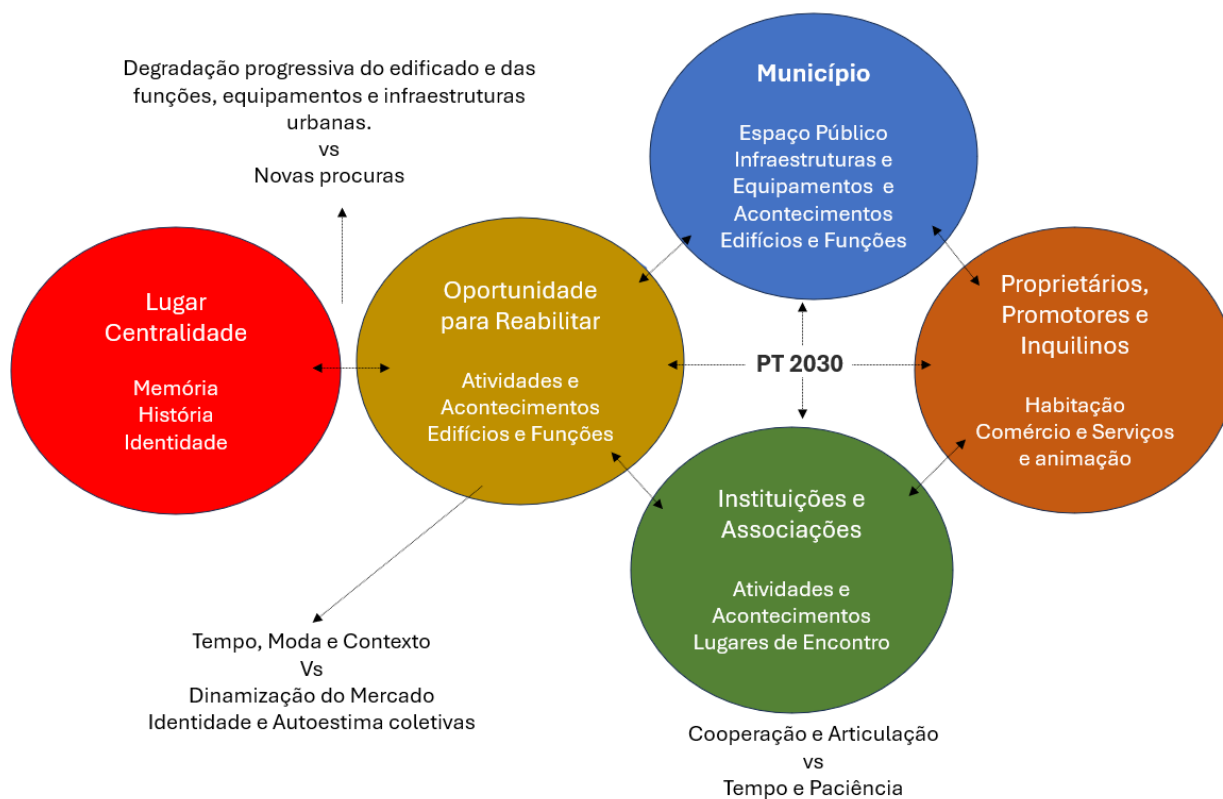 Degradação progressiva do edificado e das
funções, equipamentos e infraestruturas
urbanas.
vs
Novas procuras
Lugar
Centralidade
Memória
História
Identidade
Oportunidade
para Reabilitar
Atividades e
Acontecimentos
Edifícios e Funções
Município
Espaço Público
Infraestruturas e
Equipamentos e
Acontecimentos
Edifícios e Funções
PT 2030
Proprietários,
Promotores e
Inquilinos
Habitação
Comércio e Serviços
e animação
Instituições e
Associações
Atividades e
Acontecimentos
Lugares de Encontro
Tempo, Moda e Contexto
Vs
Dinamização do Mercado
Identidade e Autoestima coletivas
Cooperação e Articulação
vs
Tempo e Paciência